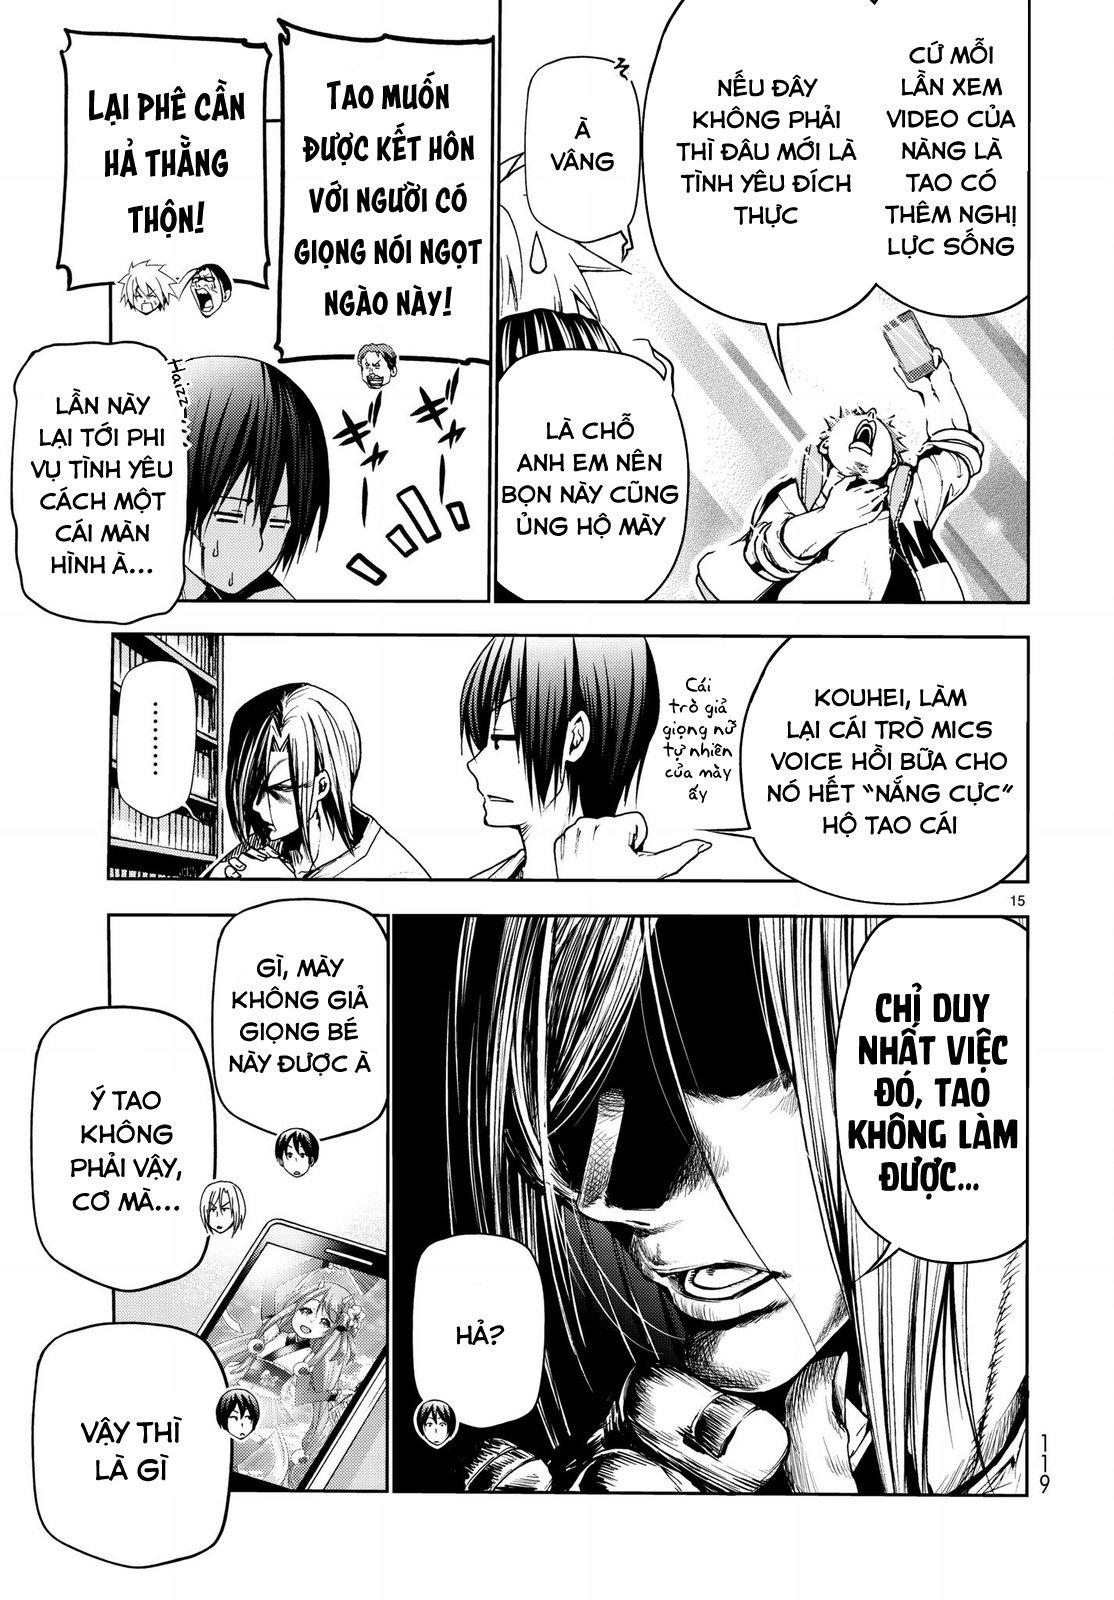 CỨ MỖI
LẦN XEM
VIDEO CỦA
NÀNG LÀ
TAO CÓ
THÊM NGHỊ
LỰC SỐNG
NẾU ĐÂY
KHÔNG PHẢI
THÌ ĐÂU MỚI LÀ
TÌNH YÊU ĐÍCH
THỰC
À
VÂNG
LÀ CHỖ
ANH EM NÊN
BỌN NÀY CŨNG
ỦNG HỘ MÀY
TAO MUỐN
ĐƯỢC KẾT HÔN
VỚI NGƯỜI CÓ
GIỌNG NÓI NGỌT
NGÀO NÀY!
LẠI PHÊ CẦN
HẢ THẰNG
THỘN!
Haizz--...
LẦN NÀY
LẠI TỚI PHI
VỤ TÌNH YÊU
CÁCH MỘT
CÁI MÀN
HÌNH À...
KOUHEI, LÀM
LẠI CÁI TRÒ MICS
VOICE HỒI BỮA CHO
NÓ HẾT “NẮNG CỰC”
HỘ TAO CÁI
Cái
trò giả
giọng nữ
tự nhiên
của mày
ấy
.........
15
CHỈ DUY
NHẤT VIỆC
ĐÓ, TAO
KHÔNG LÀM
ĐƯỢC...
HẢ?
GÌ, MÀY
KHÔNG GIẢ
GIỌNG BÉ
NÀY ĐƯỢC À
Ý TAO
KHÔNG
PHẢI VẬY,
CƠ MÀ...
VẬY THÌ
LÀ GÌ
119